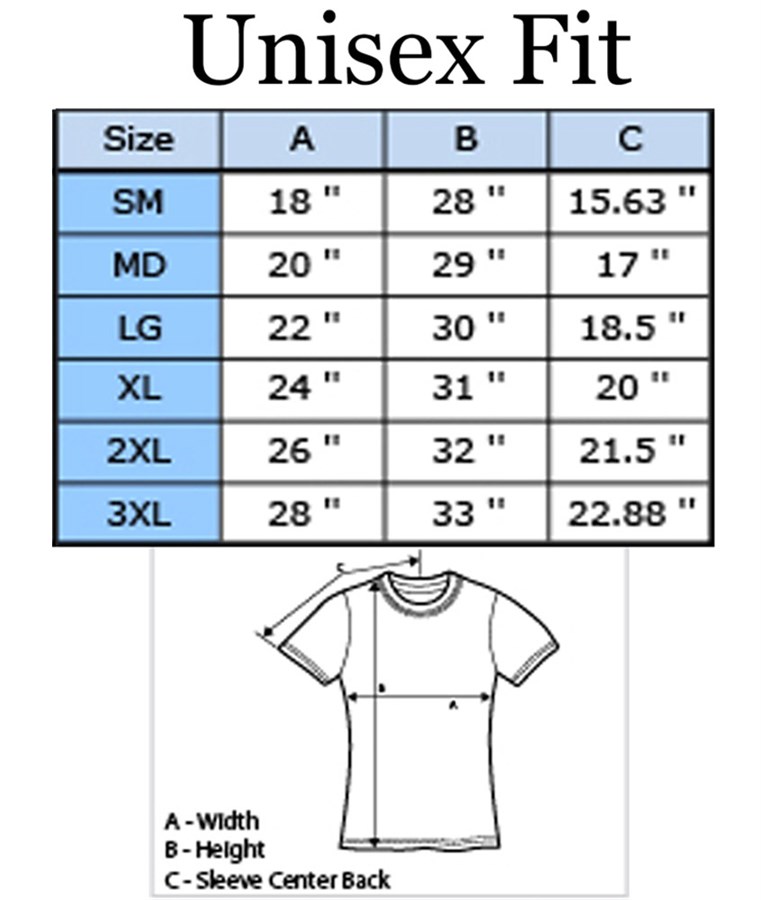 Unisex Fit
Size A B C
SM 18 " 28 " 15.63 "
MD 20 " 29 " 17 "
LG 22 " 30 " 18.5 "
XL 24 " 31 " 20 "
2XL 26 " 32 " 21.5 "
3XL 28 " 33 " 22.88 "
C
B
A
A - Width
B - Height
C - Sleeve Center Back